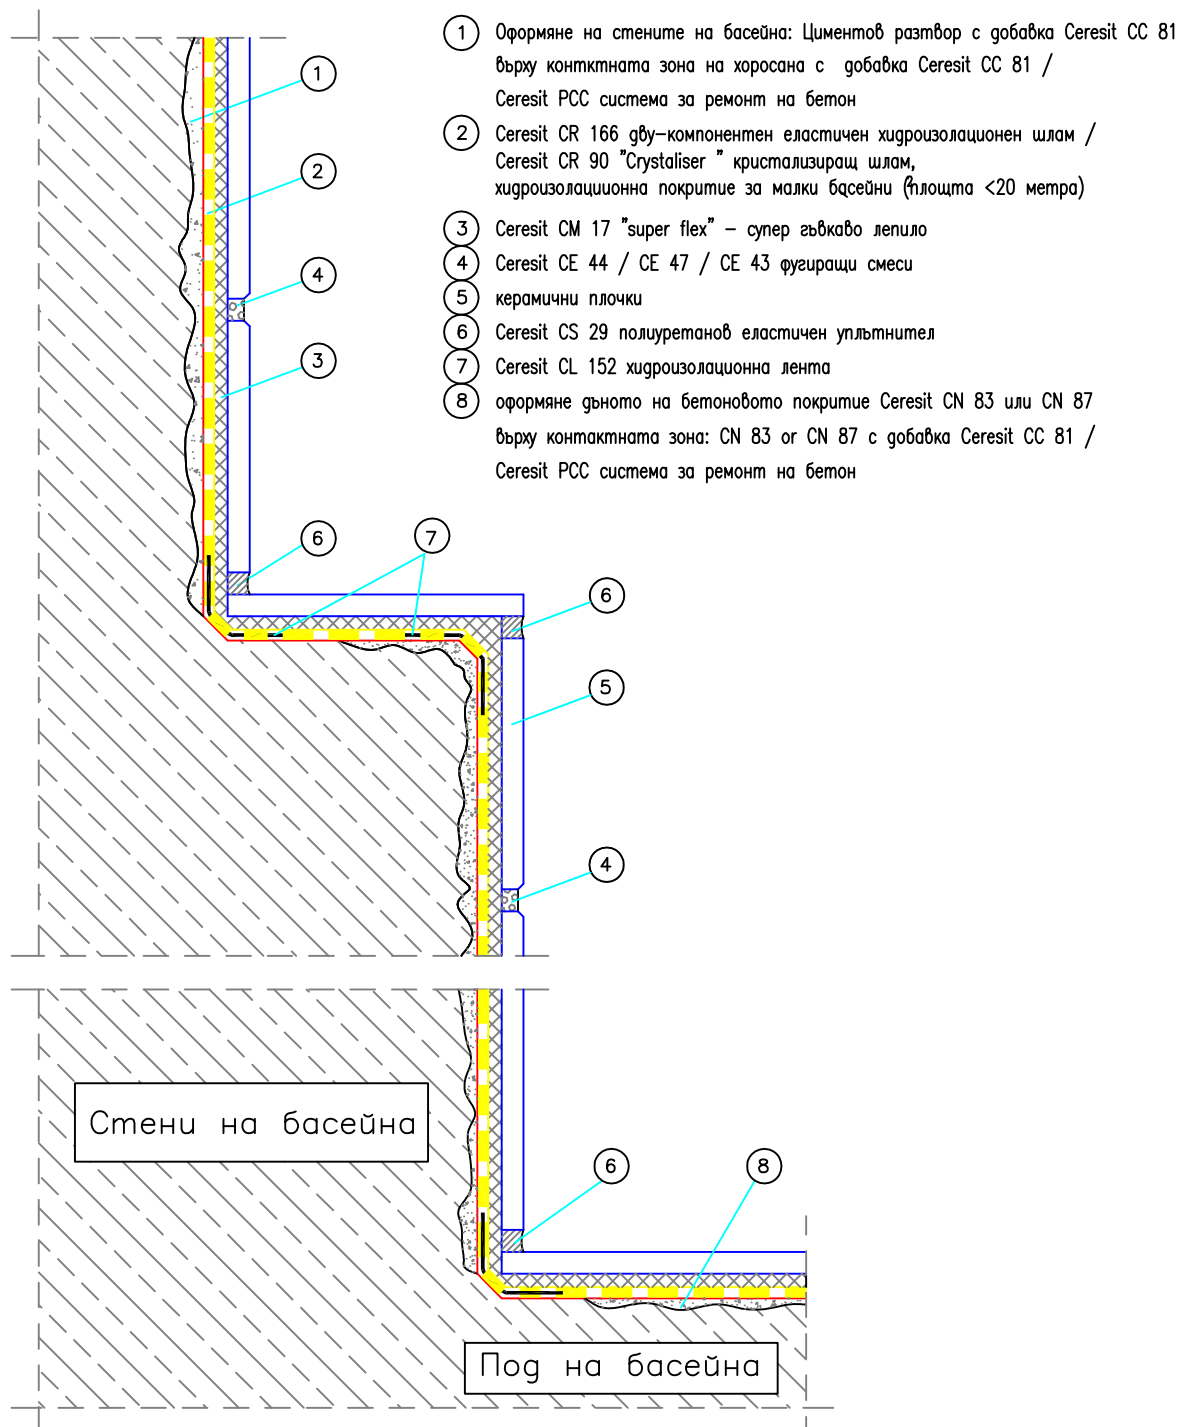 1 Оформяне на стените на басейна: Циментов разтвор с добавка Ceresit CC 81
върху контктната зона на хоросана с добавка Ceresit CC 81 /
Ceresit PCC система за ремонт на бетон
2 Ceresit CR 166 дву-компонентен еластичен хидроизолационен шлам /
Ceresit CR 90 "Crystaliser " кристализиращ шлам,
хидроизолациионна покритие за малки басейни (площта <20 метра)
3 Ceresit CM 17 "super flex" - супер гъвкаво лепило
4 Ceresit CE 44 / CE 47 / CE 43 фугиращи смеси
5 керамични плочки
6 Ceresit CS 29 полиуретанов еластичен уплътнител
7 Ceresit CL 152 хидроизолационна лента
8 оформяне дъното на бетоновото покритие Ceresit CN 83 или CN 87
върху контактната зона: CN 83 or CN 87 с добавка Ceresit CC 81 /
Ceresit PCC система за ремонт на бетон
1
2
4
3
6
7
6
5
4
Стени на басейна
6
8
Под на басейна